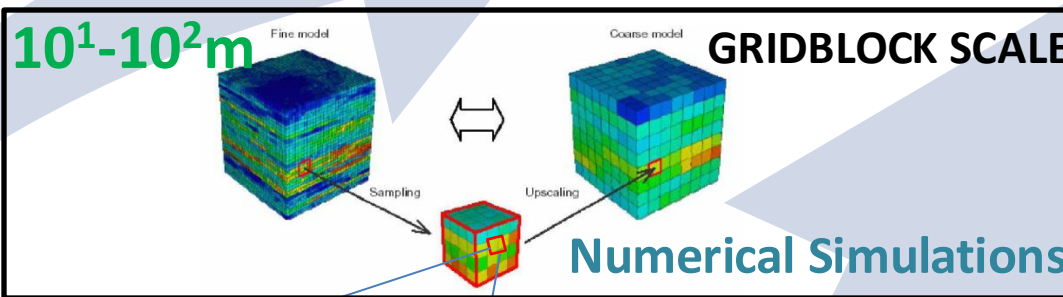 10¹-10²m
Fine model
Coarse model
GRIDBLOCK SCALE
Sampling
Upscaling
Numerical Simulations